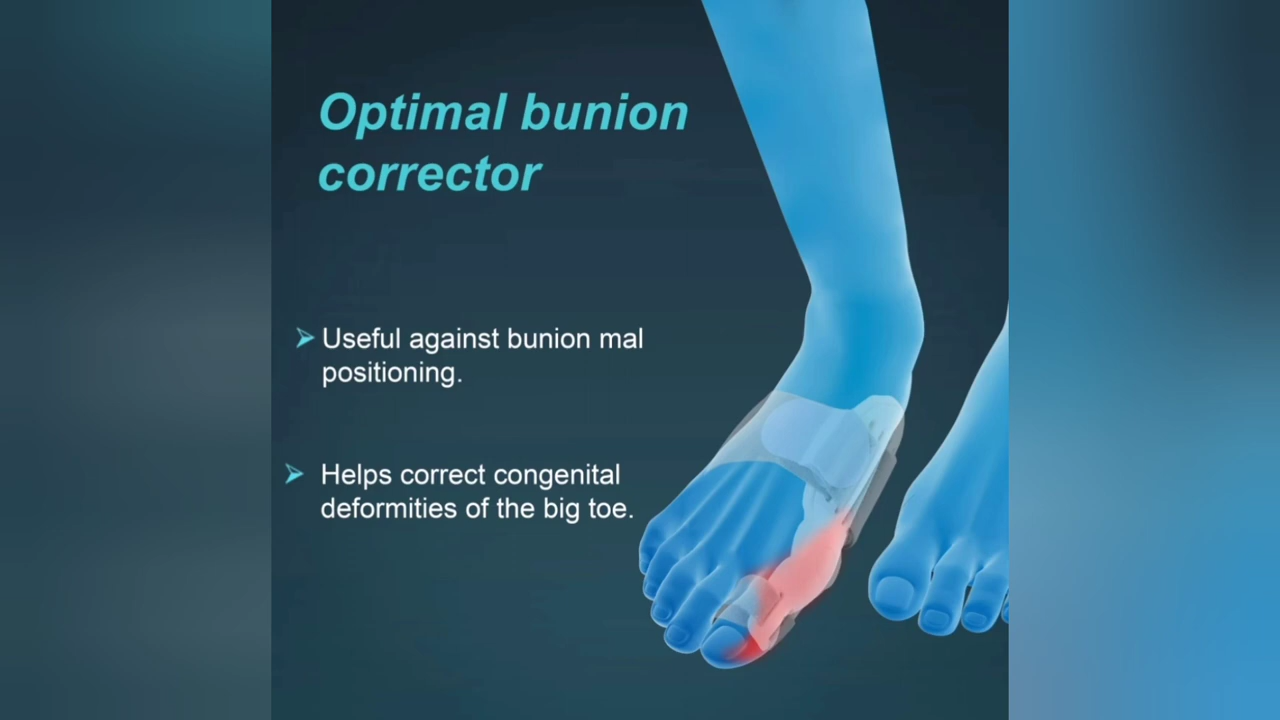 Optimal bunion
corrector
Useful against bunion mal
positioning.
Helps correct congenital
deformities of the big toe.